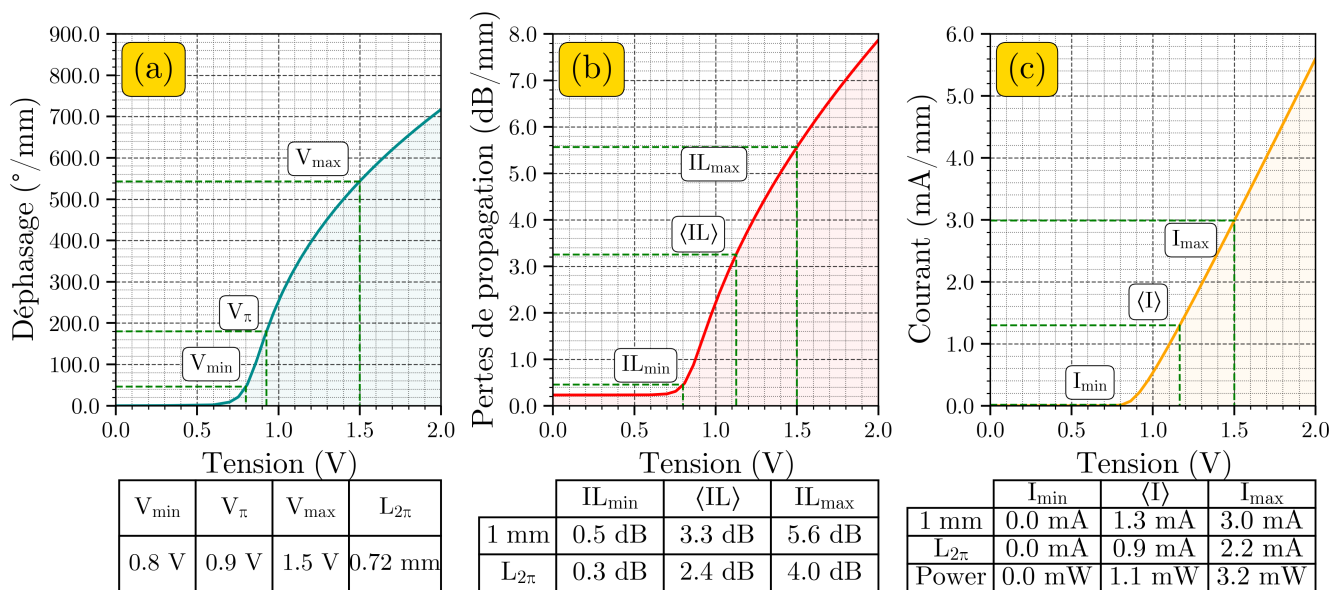 (a)
Déphasage (°/mm)
900.0
800.0
700.0
600.0
500.0
400.0
300.0
200.0
100.0
0.0
V_max
V_π
V_min
0.0 0.5 1.0 1.5 2.0
Tension (V)
V_min V_π V_max L_2π
0.8 V 0.9 V 1.5 V 0.72 mm
(b)
Pertes de propagation (dB/mm)
8.0
7.0
6.0
5.0
4.0
3.0
2.0
1.0
0.0
IL_max
⟨IL⟩
IL_min
0.0 0.5 1.0 1.5 2.0
Tension (V)
IL_min ⟨IL⟩ IL_max
1 mm 0.5 dB 3.3 dB 5.6 dB
L_2π 0.3 dB 2.4 dB 4.0 dB
(c)
Courant (mA/mm)
6.0
5.0
4.0
3.0
2.0
1.0
0.0
I_max
⟨I⟩
I_min
0.0 0.5 1.0 1.5 2.0
Tension (V)
I_min ⟨I⟩ I_max
1 mm 0.0 mA 1.3 mA 3.0 mA
L_2π 0.0 mA 0.9 mA 2.2 mA
Power 0.0 mW 1.1 mW 3.2 mW